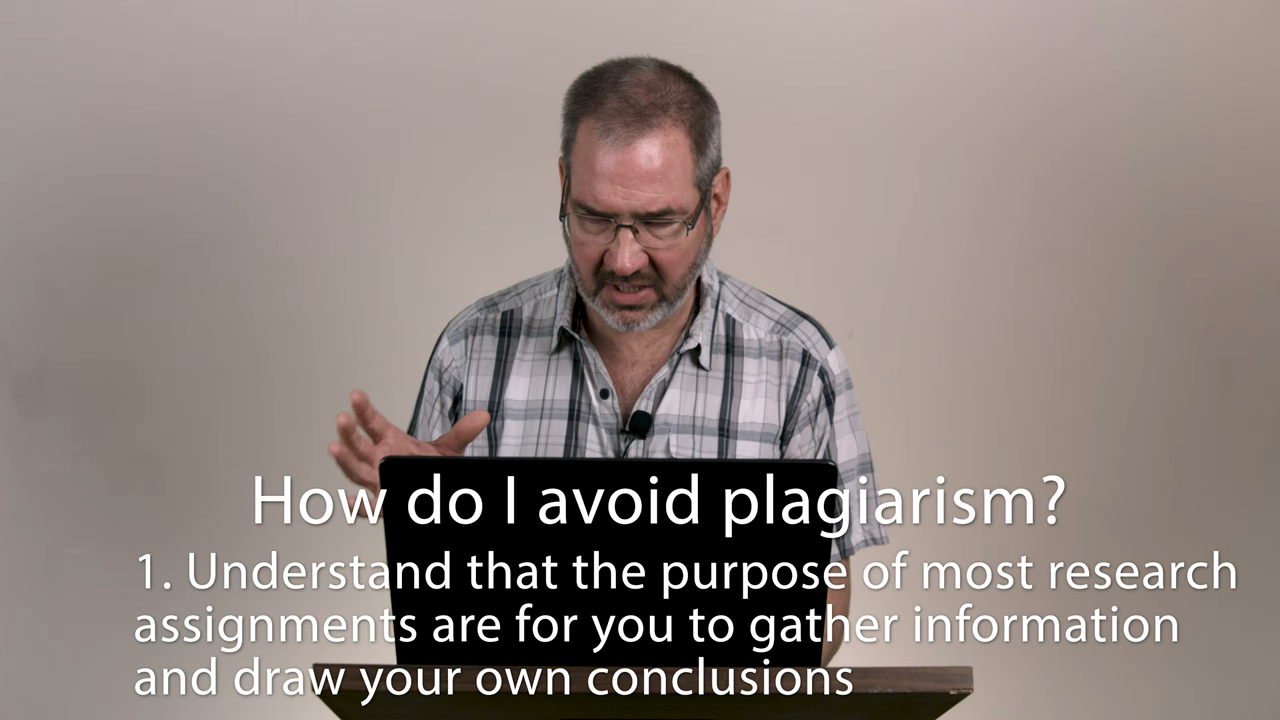 How do I avoid plagiarism?
1. Understand that the purpose of most research
assignments are for you to gather information
and draw your own conclusions